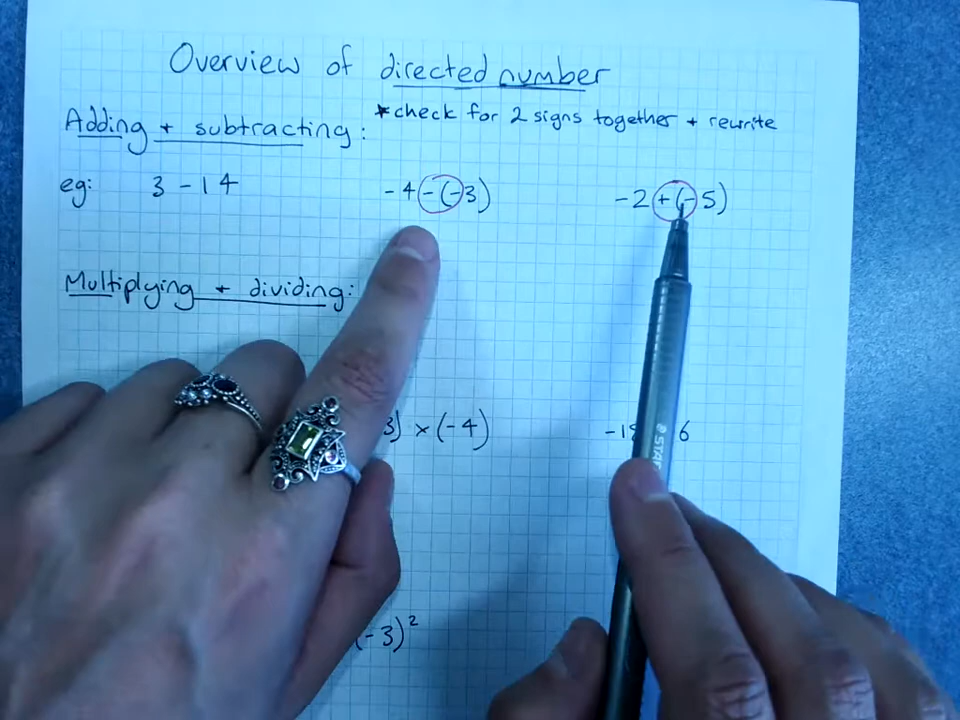 Overview of directed number
Adding + subtracting: *check for 2 signs together + rewrite
eg: 3 - 14 -4 -(-3) -2 +(-5)
Multiplying + dividing:
3) × (-4) 6
(-3)²